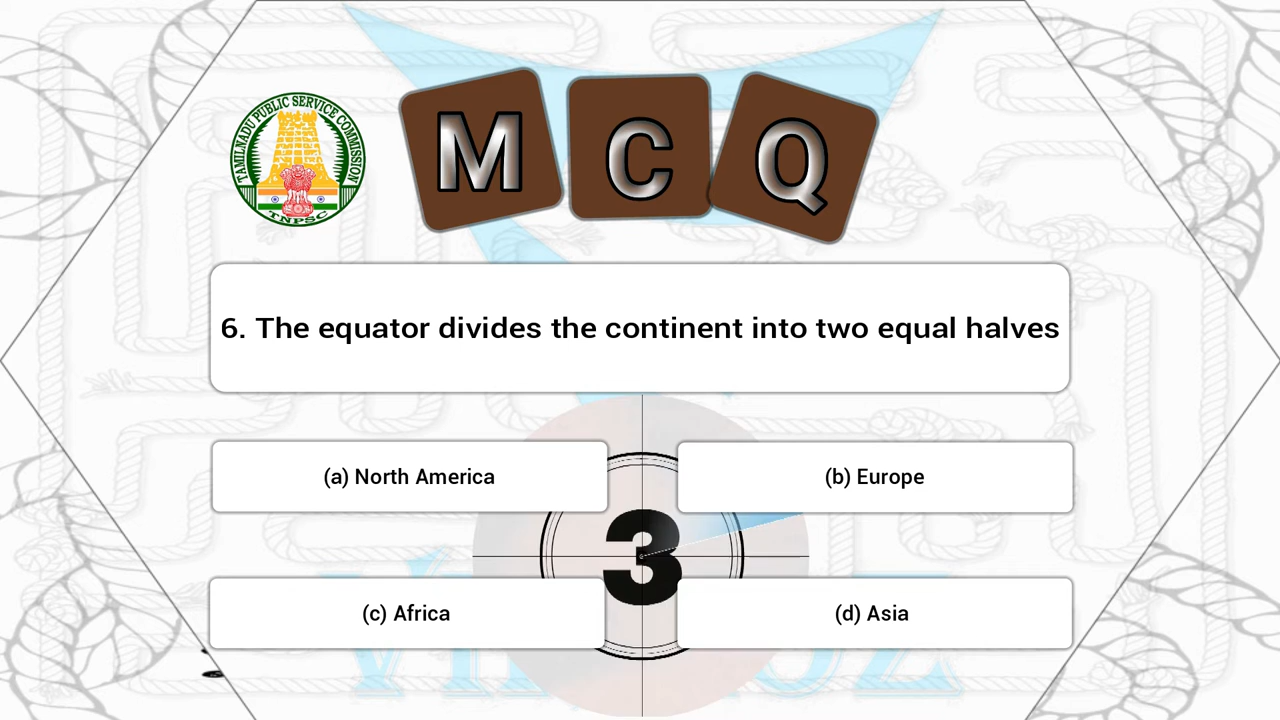 TAMILNADU PUBLIC SERVICE COMMISSION
TNPSC
M C Q
6. The equator divides the continent into two equal halves
(a) North America
(b) Europe
3
(c) Africa
(d) Asia